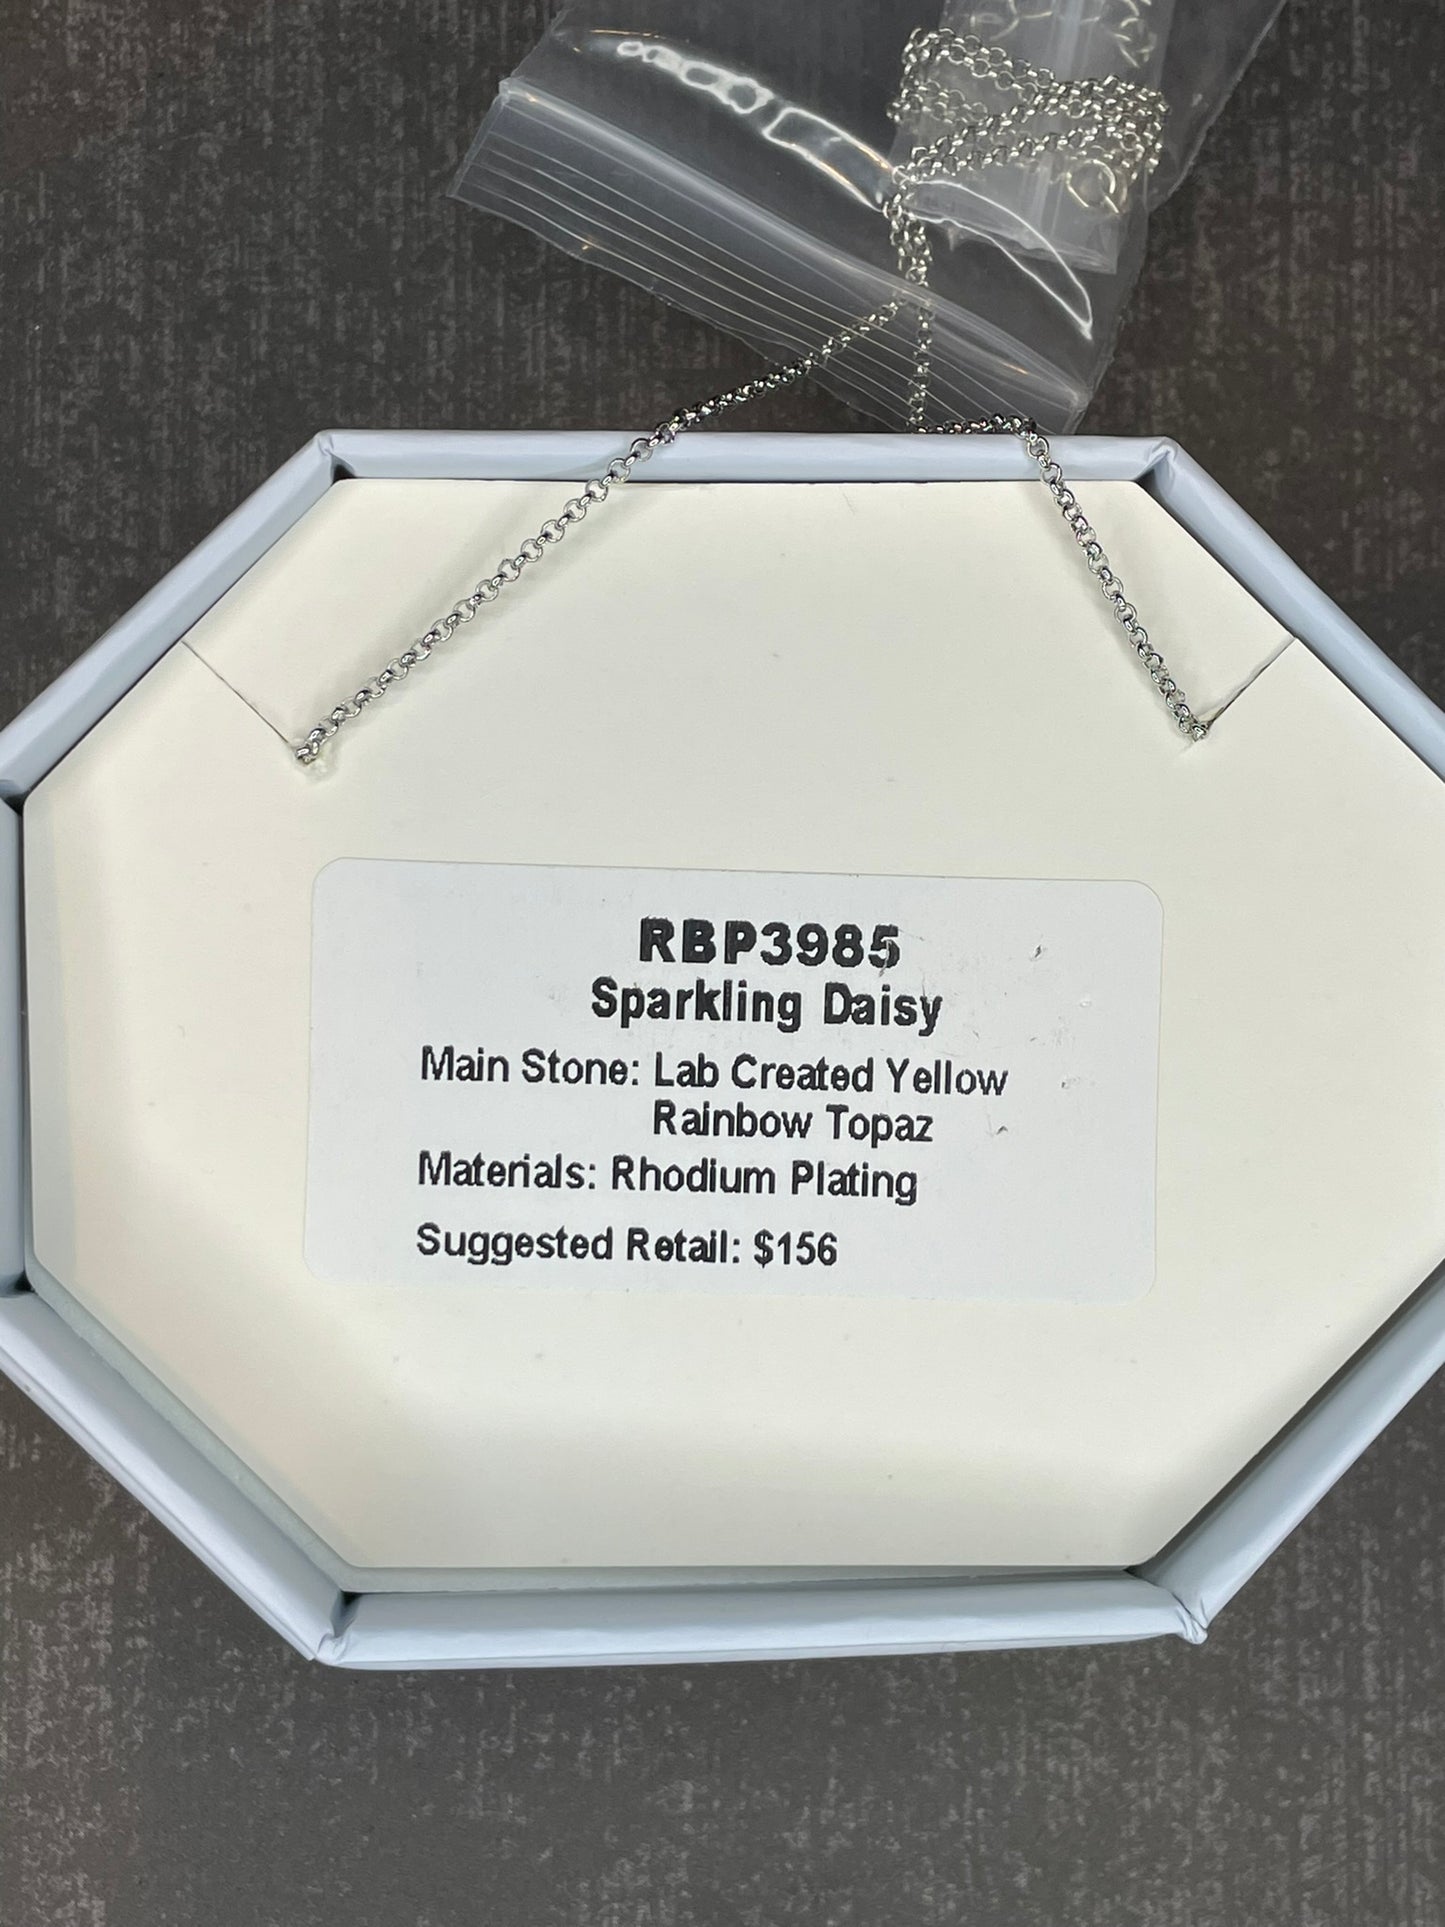 RBP3985
Sparkling Daisy
Main Stone: Lab Created Yellow
Rainbow Topaz
Materials: Rhodium Plating
Suggested Retail: $156